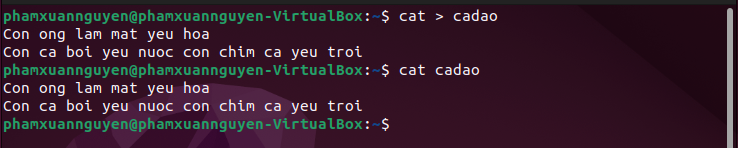 phamxuannguyen@phamxuannguyen-VirtualBox:~$ cat > cadao
Con ong lam mat yeu hoa
Con ca boi yeu nuoc con chim ca yeu troi
phamxuannguyen@phamxuannguyen-VirtualBox:~$ cat cadao
Con ong lam mat yeu hoa
Con ca boi yeu nuoc con chim ca yeu troi
phamxuannguyen@phamxuannguyen-VirtualBox:~$